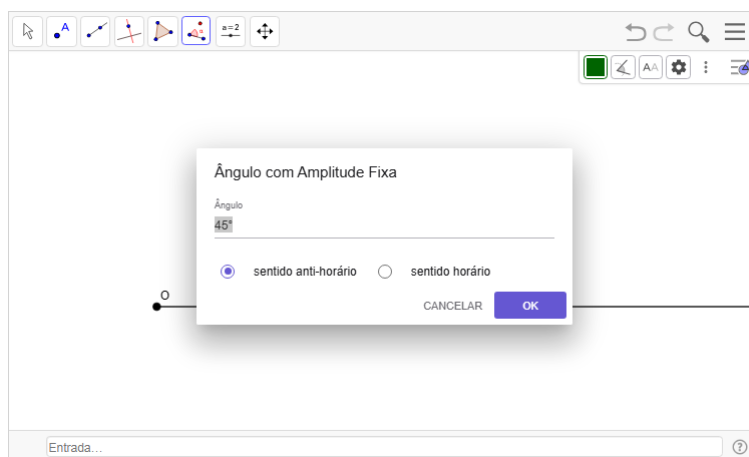 A
α
a=2
AA
Ângulo com Amplitude Fixa
Ângulo
45°
sentido anti-horário sentido horário
CANCELAR OK
O
Entrada…
?